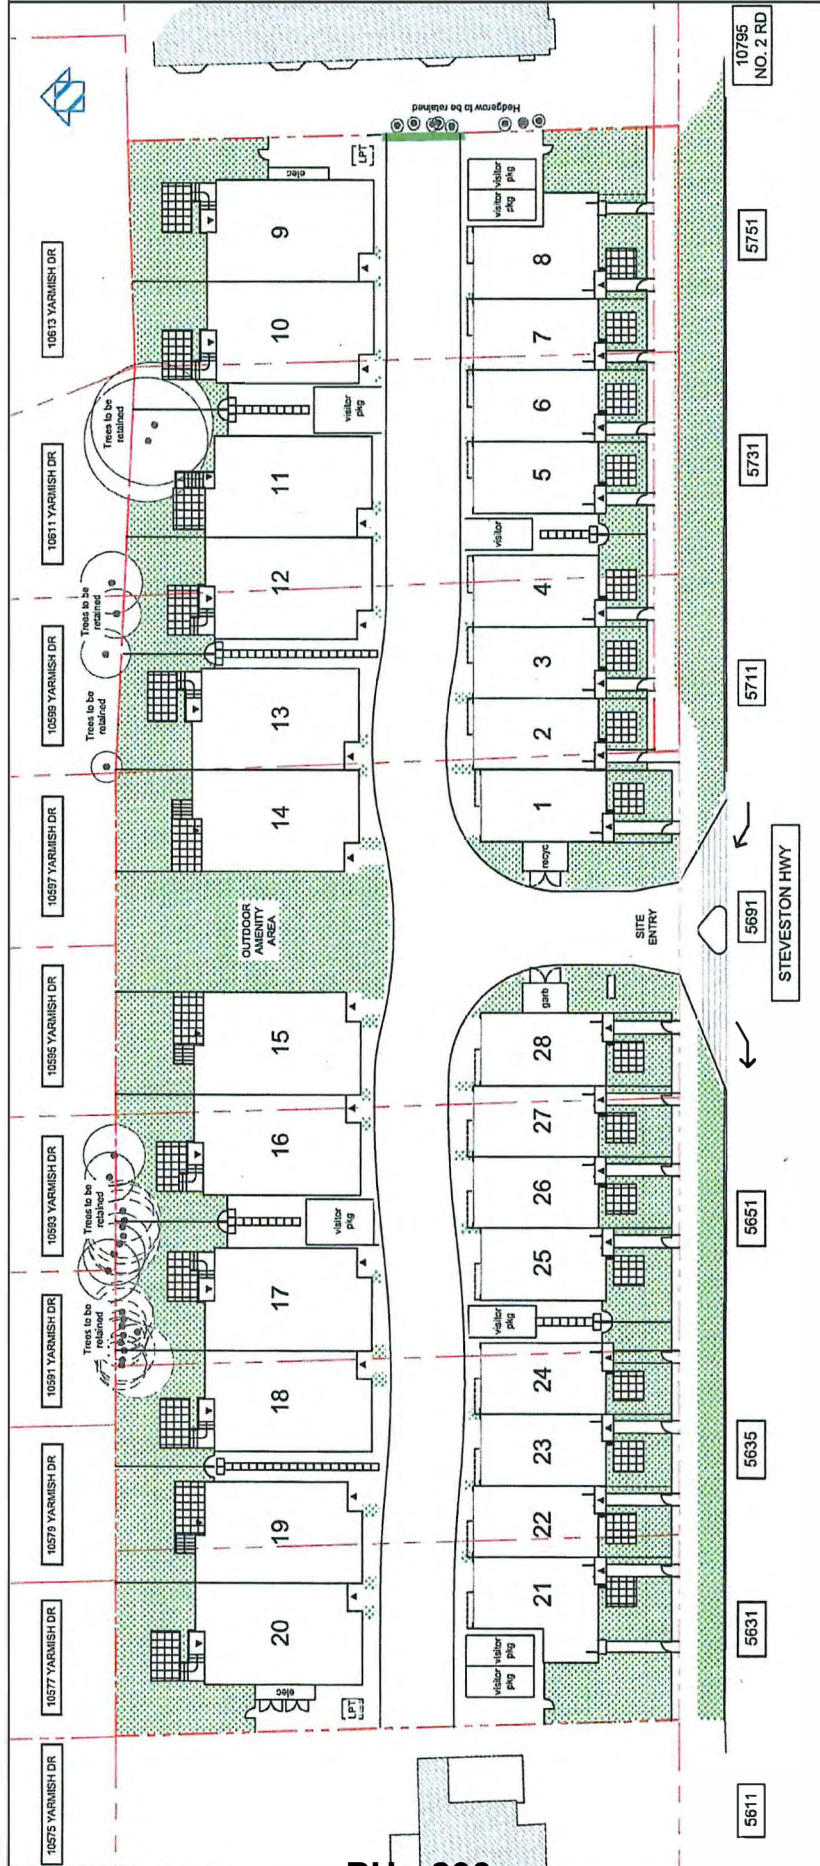 10613 YARMISH DR
10611 YARMISH DR
10599 YARMISH DR
10597 YARMISH DR
10595 YARMISH DR
10593 YARMISH DR
10591 YARMISH DR
10579 YARMISH DR
10577 YARMISH DR
10575 YARMISH DR
10795
NO. 2 RD
Hedgerow to be retained
Trees to be
retained
Trees to be
retained
Trees to be
retained
Trees to be
retained
Trees to be
retained
elec
LPT
9
10
visitor
pkg
11
12
13
14
OUTDOOR
AMENITY
AREA
15
16
visitor
pkg
17
18
19
20
elec
LPT
visitor
pkg
visitor
pkg
8
7
6
5
visitor
4
3
2
1
recyc
SITE
ENTRY
garb
28
27
26
25
visitor
pkg
24
23
22
21
visitor
pkg
visitor
pkg
5751
5731
5711
5691
STEVESTON HWY
5651
5635
5631
5611